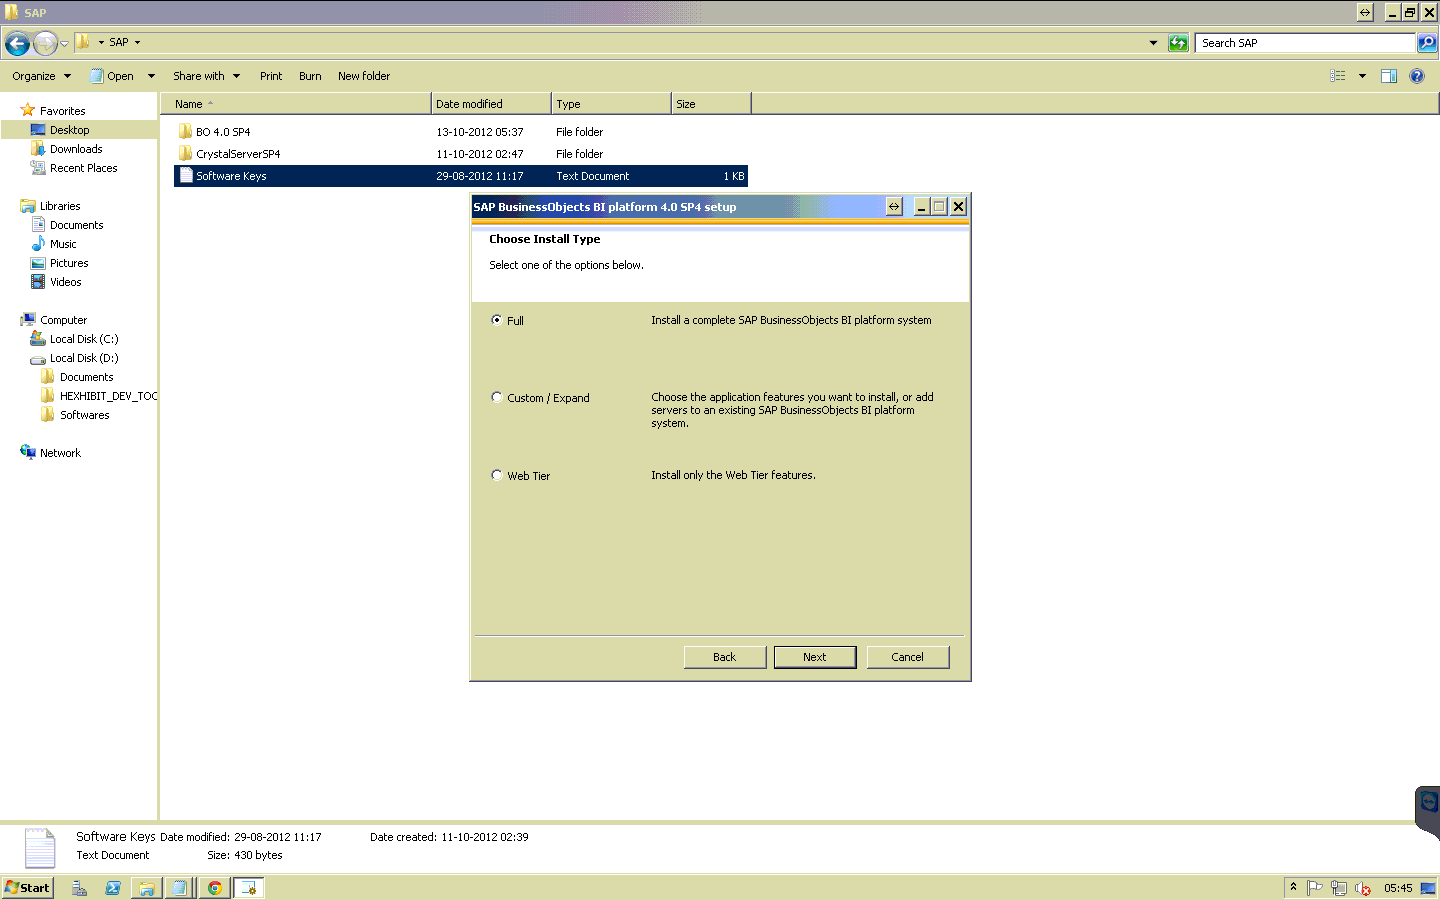 SAP
SAP
Search SAP
Organize Open Share with Print Burn New folder
Name Date modified Type Size
Favorites
Desktop
Downloads
Recent Places
Libraries
Documents
Music
Pictures
Videos
Computer
Local Disk (C:)
Local Disk (D:)
Documents
HEXHIBIT_DEV_TOC
Softwares
Network
BO 4.0 SP4 13-10-2012 05:37 File folder
CrystalServerSP4 11-10-2012 02:47 File folder
Software Keys 29-08-2012 11:17 Text Document 1 KB
SAP BusinessObjects BI platform 4.0 SP4 setup
Choose Install Type
Select one of the options below.
Full Install a complete SAP BusinessObjects BI platform system
Custom / Expand Choose the application features you want to install, or add
servers to an existing SAP BusinessObjects BI platform
system.
Web Tier Install only the Web Tier features.
Back Next Cancel
Software Keys Date modified: 29-08-2012 11:17 Date created: 11-10-2012 02:39
Text Document Size: 430 bytes
Start 05:45